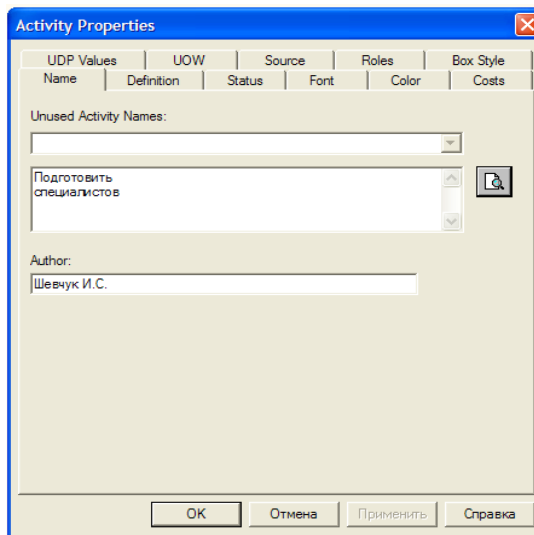 Activity Properties
UDP Values UOW Source Roles Box Style
Name Definition Status Font Color Costs
Unused Activity Names:
Подготовить
специалистов
Author:
Шевчук И.С.
OK Отмена Применить Справка